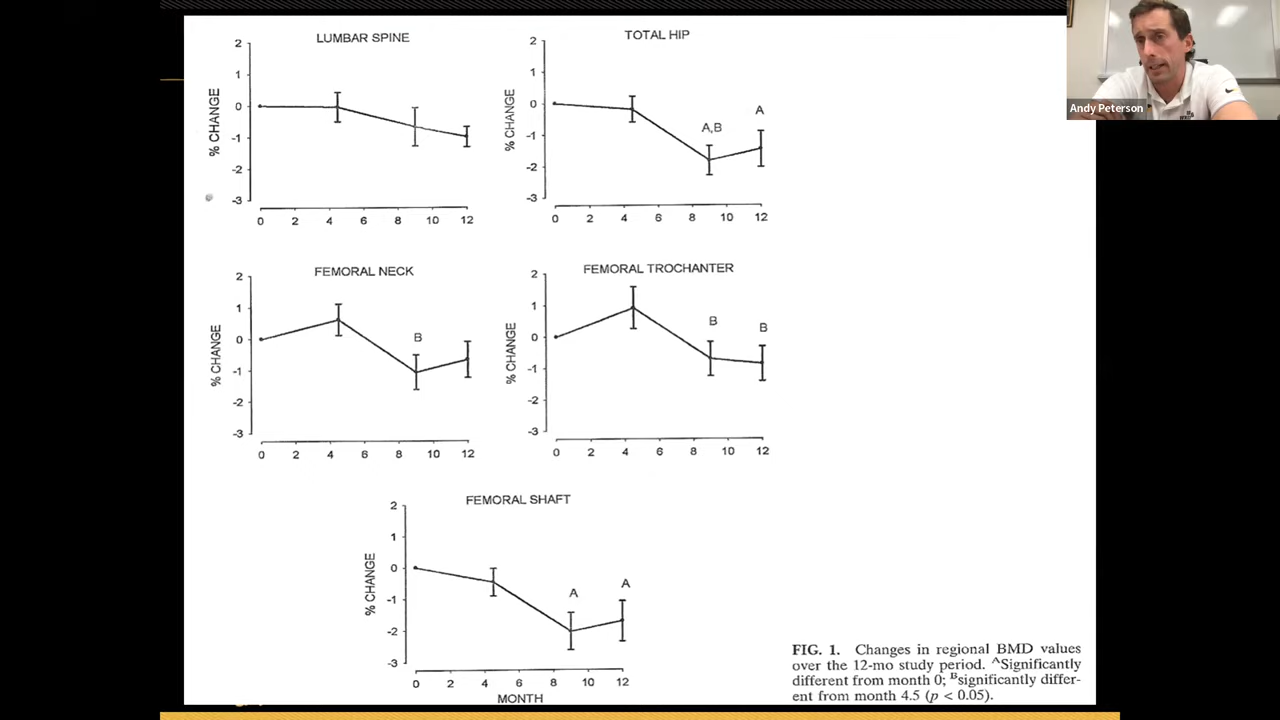 LUMBAR SPINE
2
1
0
-1
-2
-3
% CHANGE
0 2 4 6 8 10 12
TOTAL HIP
2
1
0
-1
-2
-3
% CHANGE
A,B
A
0 2 4 6 8 10 12
FEMORAL NECK
2
1
0
-1
-2
-3
% CHANGE
B
0 2 4 6 8 10 12
FEMORAL TROCHANTER
2
1
0
-1
-2
-3
% CHANGE
B
B
0 2 4 6 8 10 12
FEMORAL SHAFT
2
1
0
-1
-2
-3
% CHANGE
A
A
0 2 4 6 8 10 12
MONTH
FIG. 1. Changes in regional BMD values
over the 12-mo study period. ᴬSignificantly
different from month 0; ᴮsignificantly differ-
ent from month 4.5 (p < 0.05).
Andy Peterson